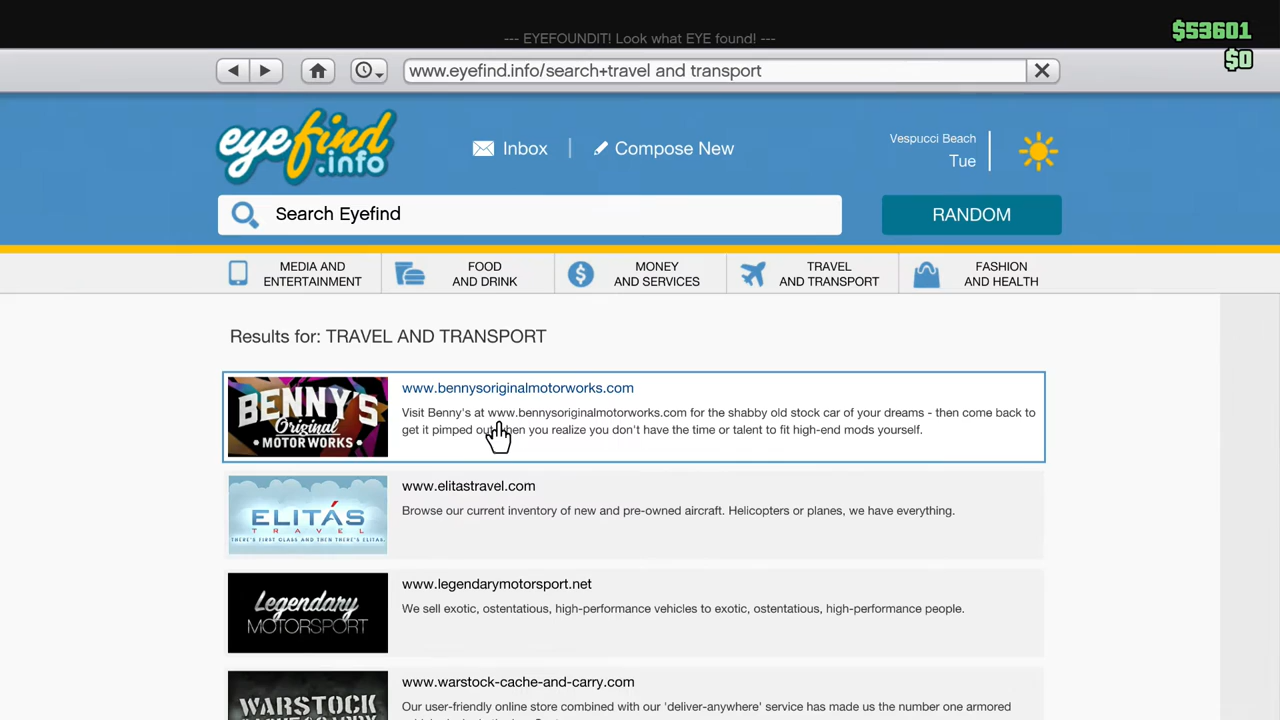 --- EYEFOUNDIT! Look what EYE found! ---
$53601
$0
www.eyefind.info/search+travel and transport
eyefind
.info
Inbox
Compose New
Vespucci Beach
Tue
Search Eyefind
RANDOM
MEDIA AND
ENTERTAINMENT
FOOD
AND DRINK
MONEY
AND SERVICES
TRAVEL
AND TRANSPORT
FASHION
AND HEALTH
Results for: TRAVEL AND TRANSPORT
BENNY'S
Original
MOTOR WORKS
www.bennysoriginalmotorworks.com
Visit Benny's at www.bennysoriginalmotorworks.com for the shabby old stock car of your dreams - then come back to
get it pimped out when you realize you don't have the time or talent to fit high-end mods yourself.
ELITÁS
TRAVEL
THERE'S FIRST CLASS AND THEN THERE'S ELITÁS
www.elitastravel.com
Browse our current inventory of new and pre-owned aircraft. Helicopters or planes, we have everything.
Legendary
MOTORSPORT
www.legendarymotorsport.net
We sell exotic, ostentatious, high-performance vehicles to exotic, ostentatious, high-performance people.
WARSTOCK
www.warstock-cache-and-carry.com
Our user-friendly online store combined with our 'deliver-anywhere' service has made us the number one armored